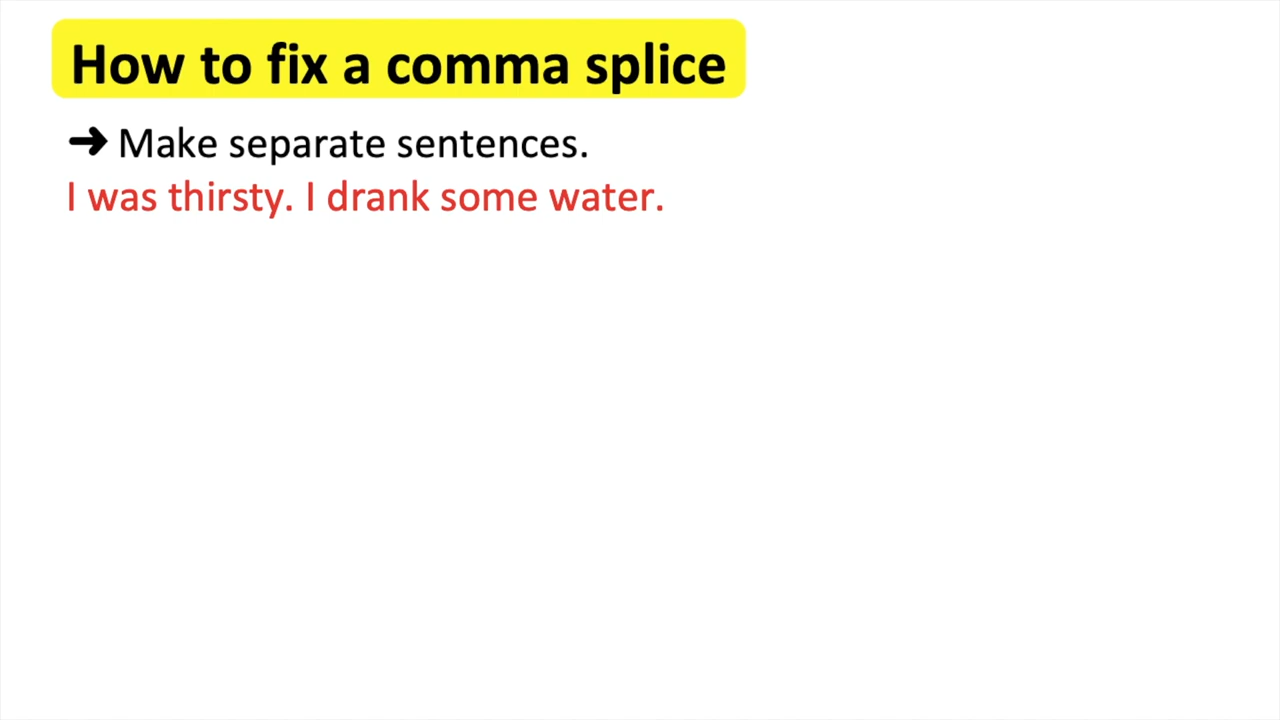 How to fix a comma splice
➜ Make separate sentences.
I was thirsty. I drank some water.